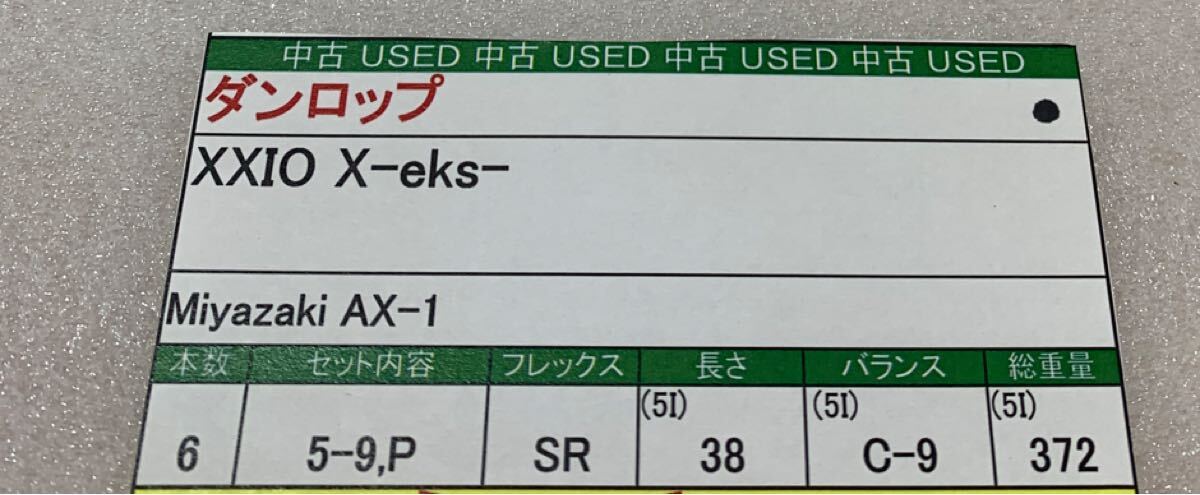 中古 USED 中古 USED 中古 USED 中古 USED
ダンロップ ●
XXIO X-eks-
Miyazaki AX-1
本数 セット内容 フレックス 長さ バランス 総重量
(5I) (5I) (5I)
6 5-9,P SR 38 C-9 372